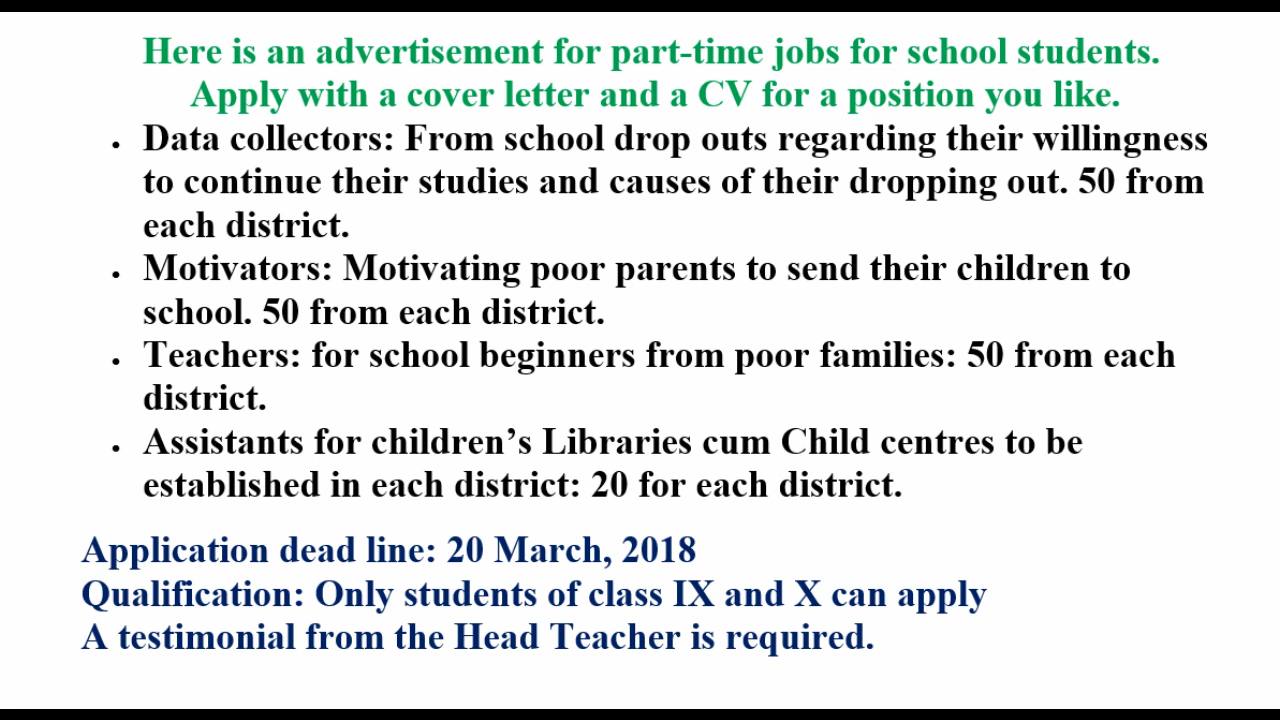 Here is an advertisement for part-time jobs for school students.
Apply with a cover letter and a CV for a position you like.
• Data collectors: From school drop outs regarding their willingness
to continue their studies and causes of their dropping out. 50 from
each district.
• Motivators: Motivating poor parents to send their children to
school. 50 from each district.
• Teachers: for school beginners from poor families: 50 from each
district.
• Assistants for children’s Libraries cum Child centres to be
established in each district: 20 for each district.
Application dead line: 20 March, 2018
Qualification: Only students of class IX and X can apply
A testimonial from the Head Teacher is required.